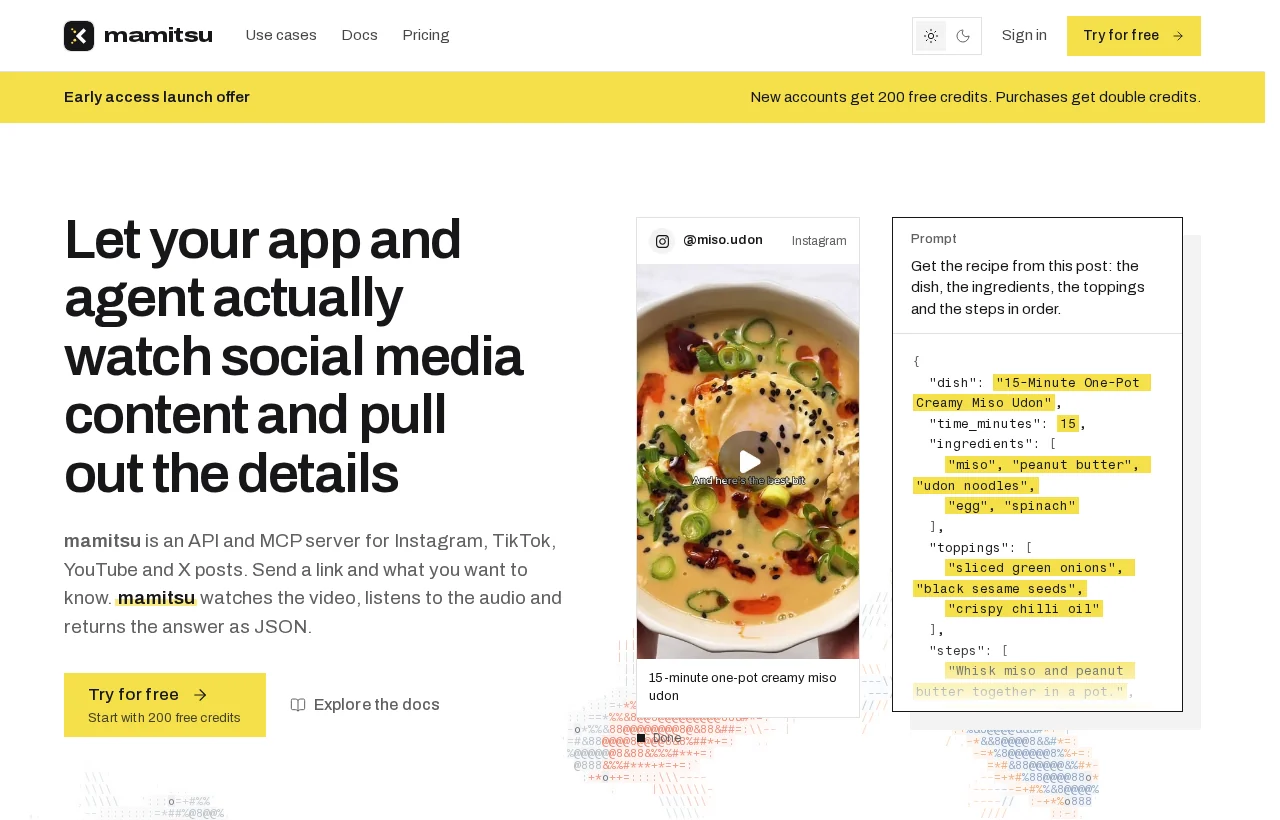 mamitsu
Use cases
Docs
Pricing
Sign in
Try for free
Early access launch offer
New accounts get 200 free credits. Purchases get double credits.
Let your app and
agent actually
watch social media
content and pull
out the details
mamitsu is an API and MCP server for Instagram, TikTok,
YouTube and X posts. Send a link and what you want to
know. mamitsu watches the video, listens to the audio and
returns the answer as JSON.
Try for free
Start with 200 free credits
Explore the docs
@miso.udon
Instagram
And here's the best bit
15-minute one-pot creamy miso
udon
Done
Prompt
Get the recipe from this post: the
dish, the ingredients, the toppings
and the steps in order.
{
"dish": "15-Minute One-Pot
Creamy Miso Udon",
"time_minutes": 15,
"ingredients": [
"miso", "peanut butter",
"udon noodles",
"egg", "spinach"
],
"toppings": [
"sliced green onions",
"black sesame seeds",
"crispy chilli oil"
],
"steps": [
"Whisk miso and peanut
butter together in a pot.",